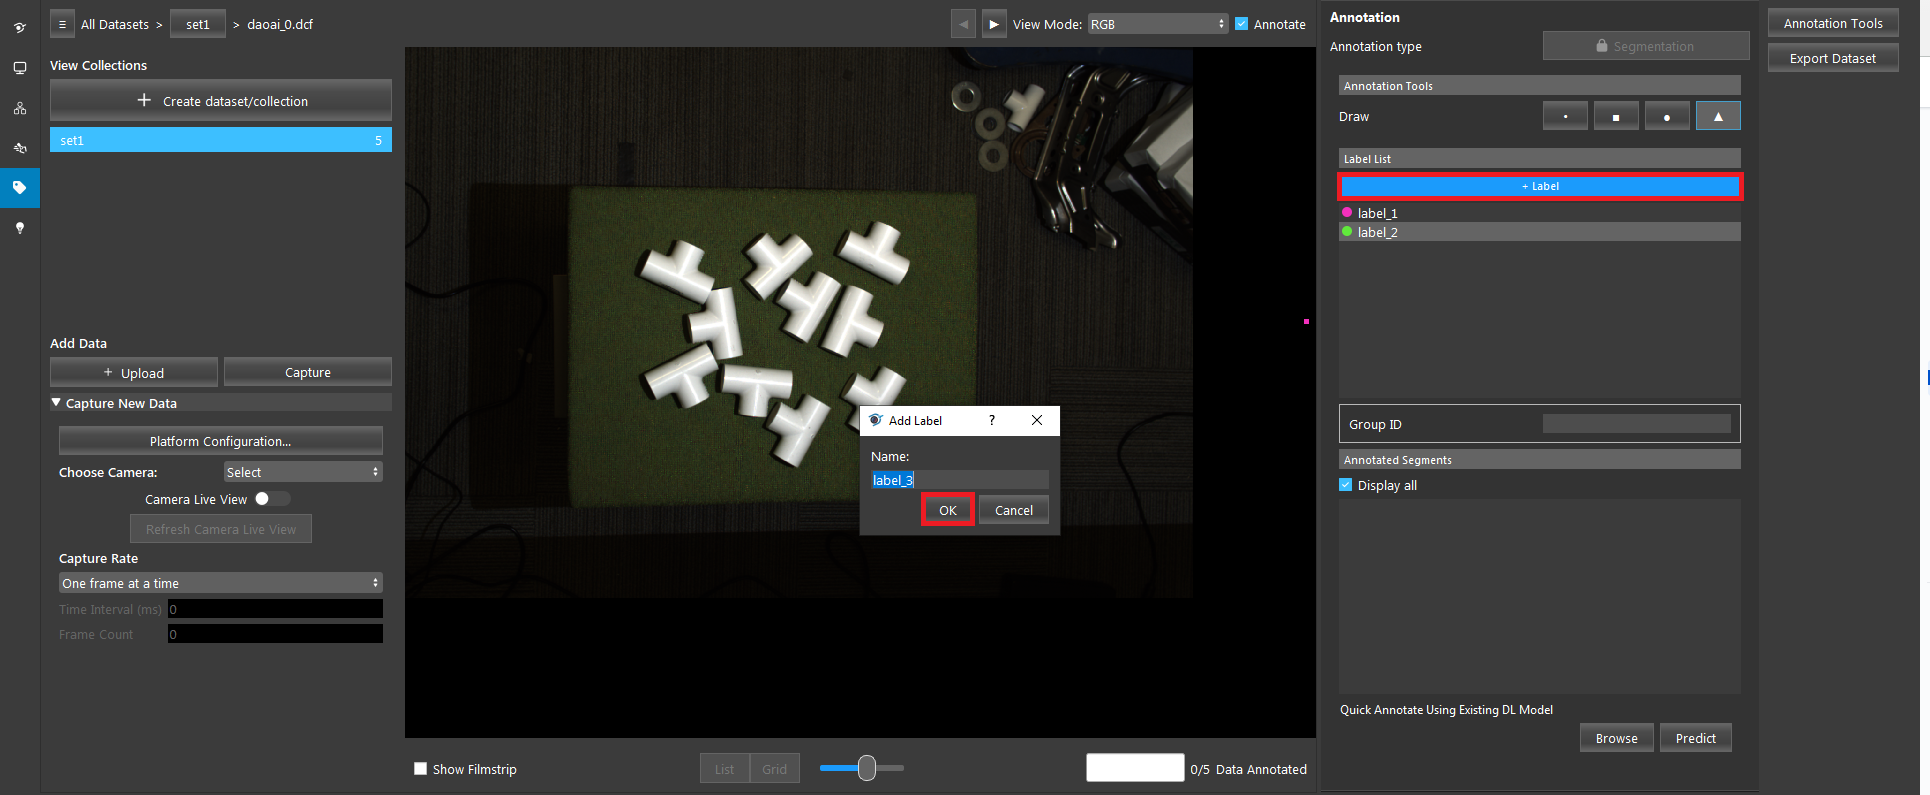 All Datasets > set1 > daoai_0.dcf
View Mode: RGB Annotate
View Collections
+ Create dataset/collection
set1 5
Add Data
+ Upload Capture
Capture New Data
Platform Configuration...
Choose Camera: Select
Camera Live View
Refresh Camera Live View
Capture Rate
One frame at a time
Time Interval (ms) 0
Frame Count 0
Add Label ?
Name:
label_3
OK Cancel
Show Filmstrip List Grid 0/5 Data Annotated
Annotation
Annotation type Segmentation
Annotation Tools
Draw
Label List
+ Label
label_1
label_2
Group ID
Annotated Segments
Display all
Quick Annotate Using Existing DL Model
Browse Predict
Annotation Tools
Export Dataset